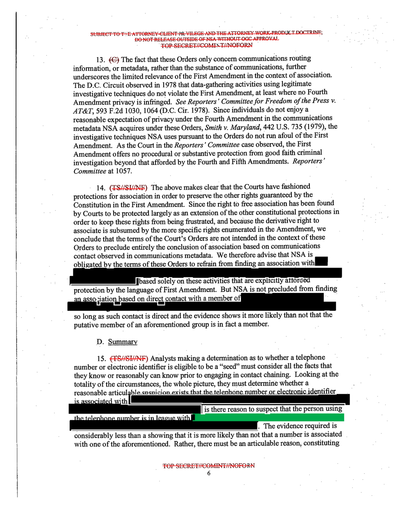 SUBJECT TO THE ATTORNEY-CLIENT PRIVILEGE AND THE ATTORNEY WORK PRODUCT DOCTRINE;
DO NOT RELEASE OUTSIDE OF NSA WITHOUT OGC APPROVAL
TOP SECRET//COMINT//NOFORN
13. (C) The fact that these Orders only concern communications routing
information, or metadata, rather than the substance of communications, further
underscores the limited relevance of the First Amendment in the context of association.
The D.C. Circuit observed in 1978 that data-gathering activities using legitimate
investigative techniques do not violate the First Amendment, at least where no Fourth
Amendment privacy is infringed. See Reporters' Committee for Freedom of the Press v.
AT&T, 593 F.2d 1030, 1064 (D.C. Cir. 1978). Since individuals do not enjoy a
reasonable expectation of privacy under the Fourth Amendment in the communications
metadata NSA acquires under these Orders, Smith v. Maryland, 442 U.S. 735 (1979), the
investigative techniques NSA uses pursuant to the Orders do not run afoul of the First
Amendment. As the Court in the Reporters' Committee case observed, the First
Amendment offers no procedural or substantive protection from good faith criminal
investigation beyond that afforded by the Fourth and Fifth Amendments. Reporters'
Committee at 1057.
14. (TS//SI//NF) The above makes clear that the Courts have fashioned
protections for association in order to preserve the other rights guaranteed by the
Constitution in the First Amendment. Since the right to free association has been found
by Courts to be protected largely as an extension of the other constitutional protections in
order to keep these rights from being frustrated, and because the derivative right to
associate is subsumed by the more specific rights enumerated in the Amendment, we
conclude that the terms of the Court's Orders are not intended in the context of these
Orders to preclude entirely the conclusion of association based on communications
contact observed in communications metadata. We therefore advise that NSA is
obligated by the terms of these Orders to refrain from finding an association with
based solely on these activities that are explicitly afforded
protection by the language of First Amendment. But NSA is not precluded from finding
an association based on direct contact with a member of
so long as such contact is direct and the evidence shows it more likely than not that the
putative member of an aforementioned group is in fact a member.
D. Summary
15. (TS//SI//NF) Analysts making a determination as to whether a telephone
number or electronic identifier is eligible to be a "seed" must consider all the facts that
they know or reasonably can know prior to engaging in contact chaining. Looking at the
totality of the circumstances, the whole picture, they must determine whether a
reasonable articulable suspicion exists that the telephone number or electronic identifier
is associated with
is there reason to suspect that the person using
the telephone number is in league with
. The evidence required is
considerably less than a showing that it is more likely than not that a number is associated
with one of the aforementioned. Rather, there must be an articulable reason, constituting
TOP SECRET//COMINT//NOFORN
6